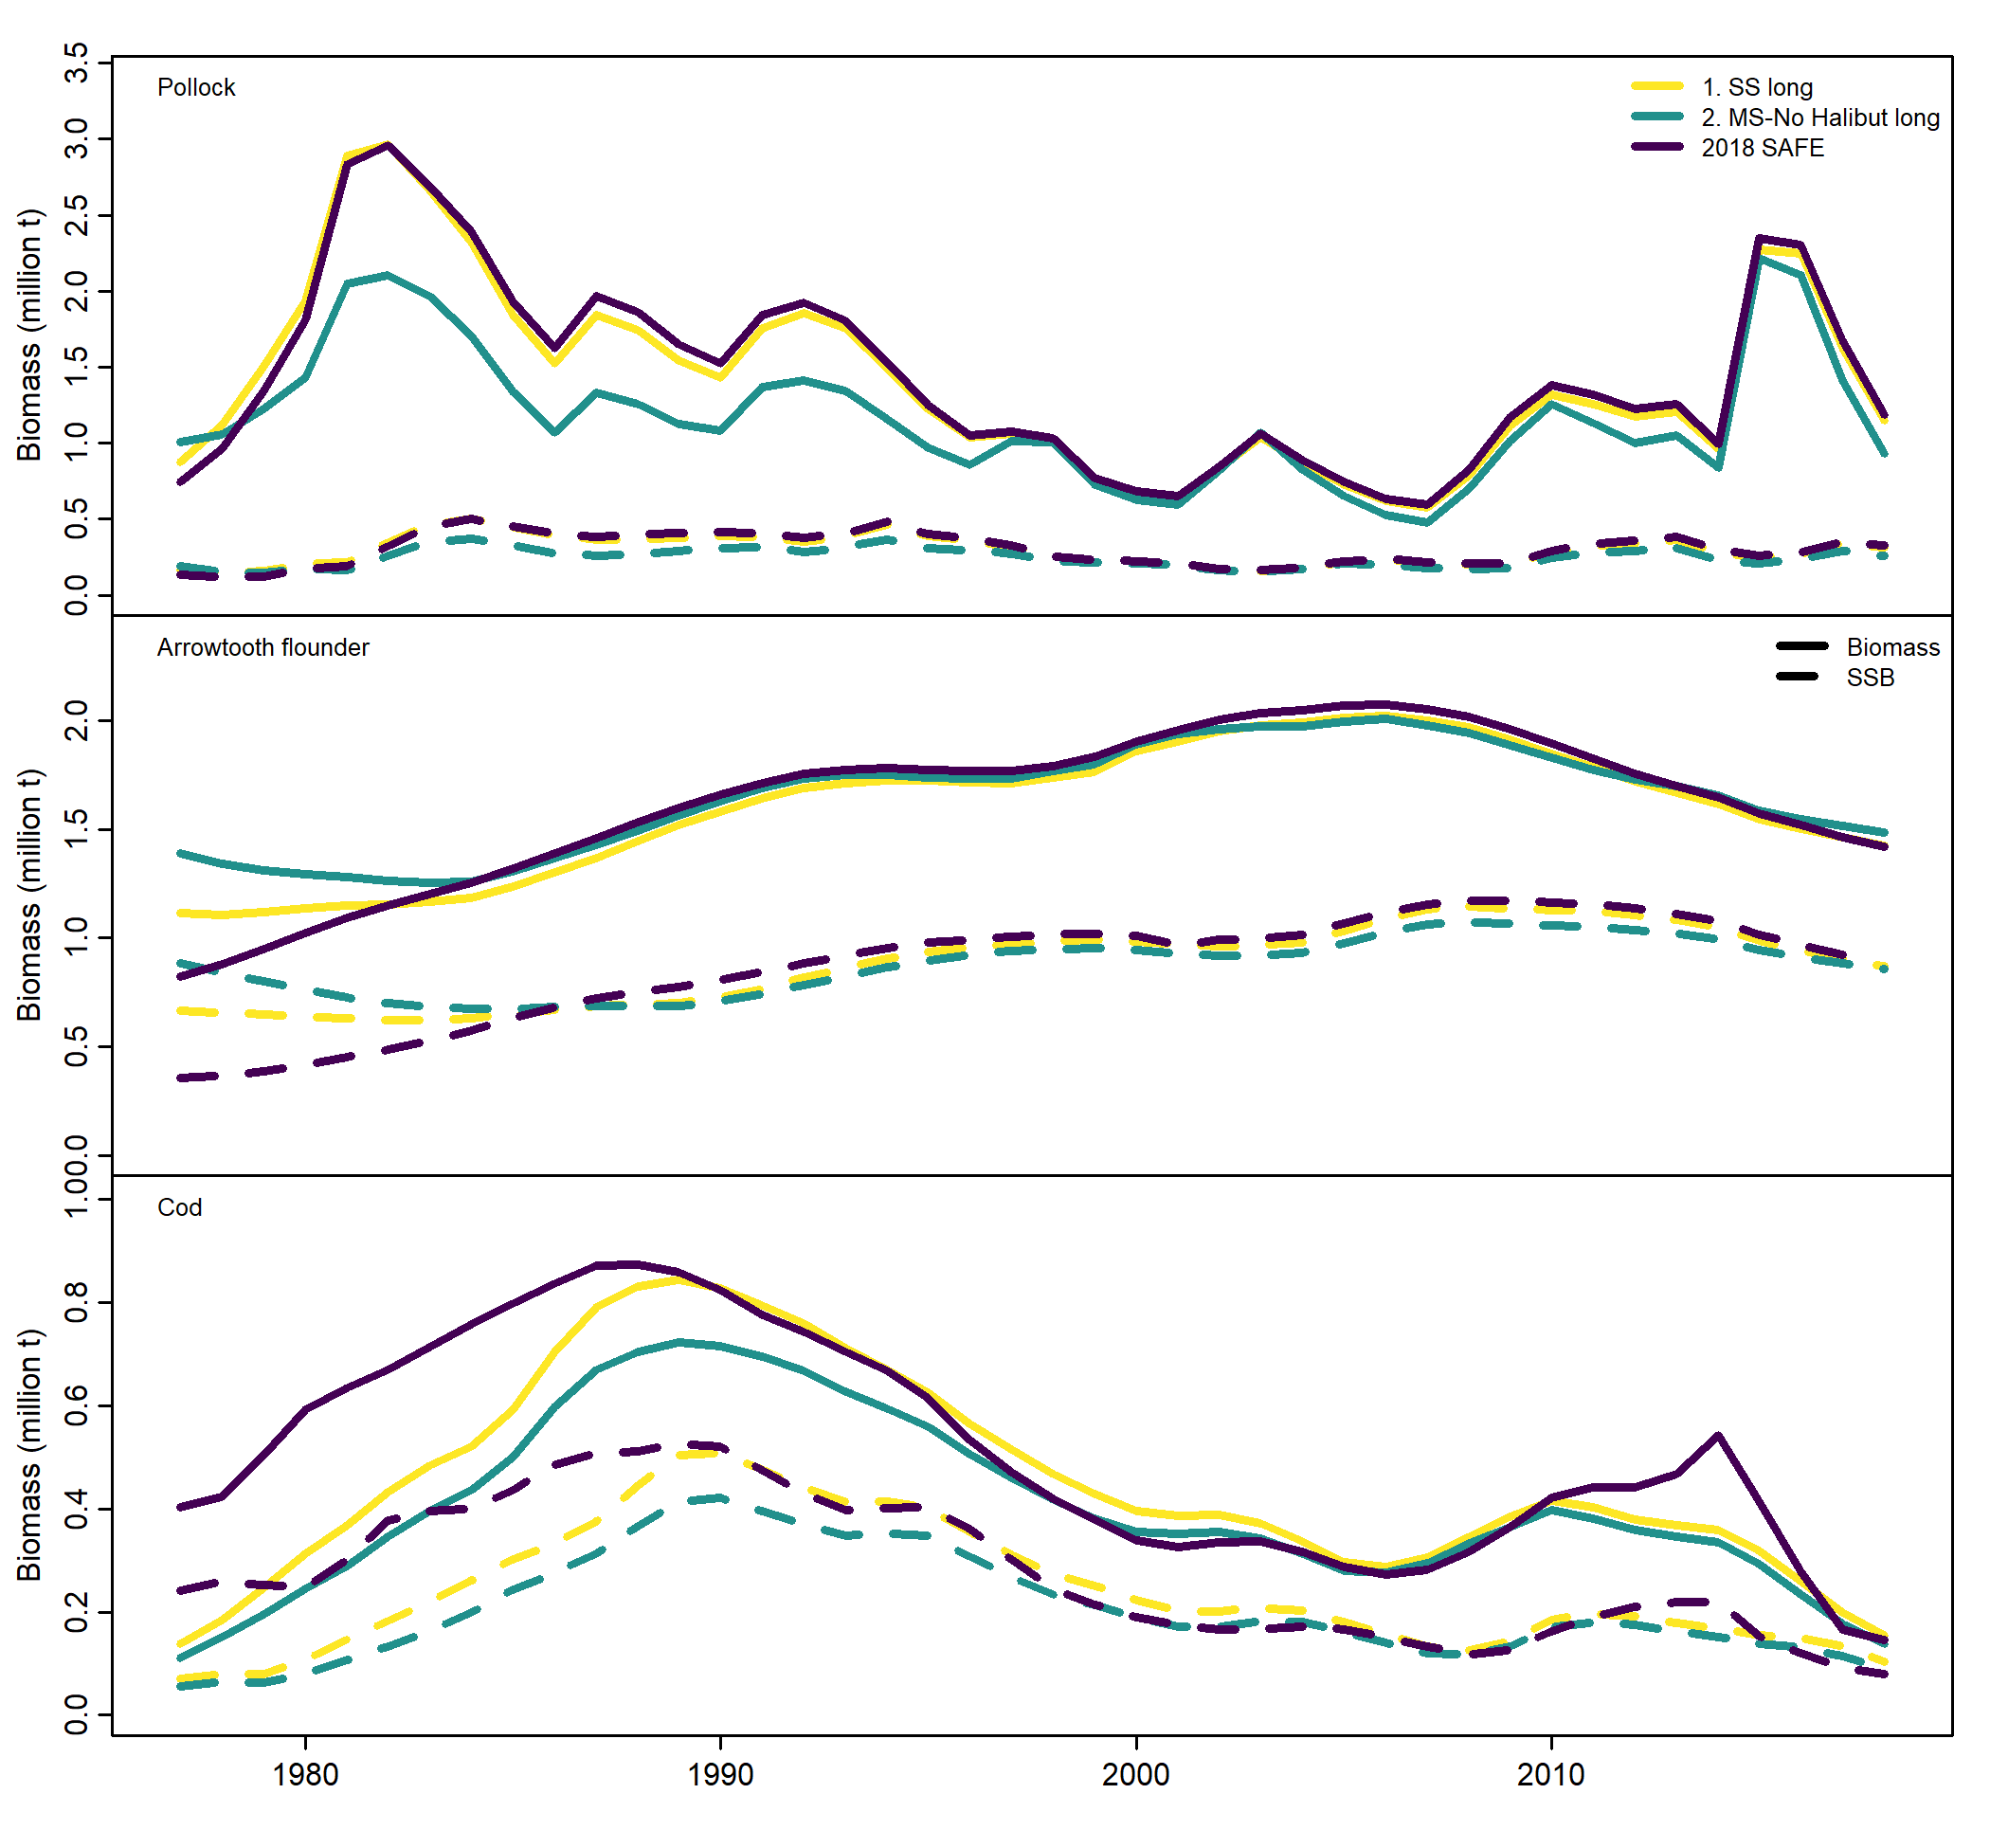 Pollock
1. SS long
2. MS-No Halibut long
2018 SAFE
Biomass (million t)
3.5
3.0
2.5
2.0
1.5
1.0
0.5
0.0
Arrowtooth flounder
Biomass
SSB
Biomass (million t)
2.0
1.5
1.0
0.5
0.0
Cod
Biomass (million t)
1.0
0.8
0.6
0.4
0.2
0.0
1980
1990
2000
2010